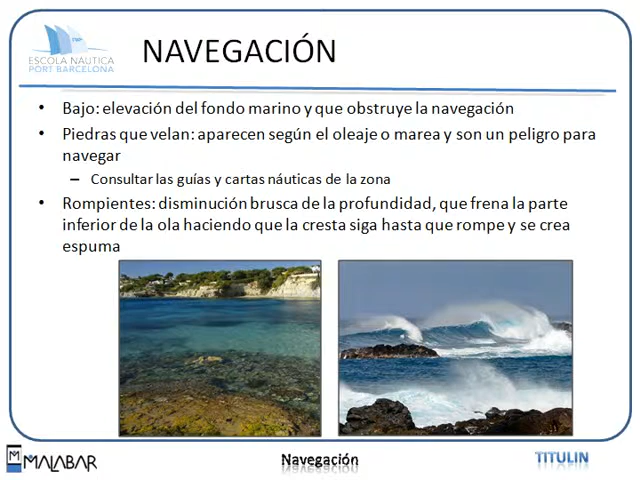 ESCOLA NÀUTICA
PORT BARCELONA
NAVEGACIÓN
• Bajo: elevación del fondo marino y que obstruye la navegación
• Piedras que velan: aparecen según el oleaje o marea y son un peligro para
navegar
– Consultar las guías y cartas náuticas de la zona
• Rompientes: disminución brusca de la profundidad, que frena la parte
inferior de la ola haciendo que la cresta siga hasta que rompe y se crea
espuma
MALABAR
Navegación
TITULIN